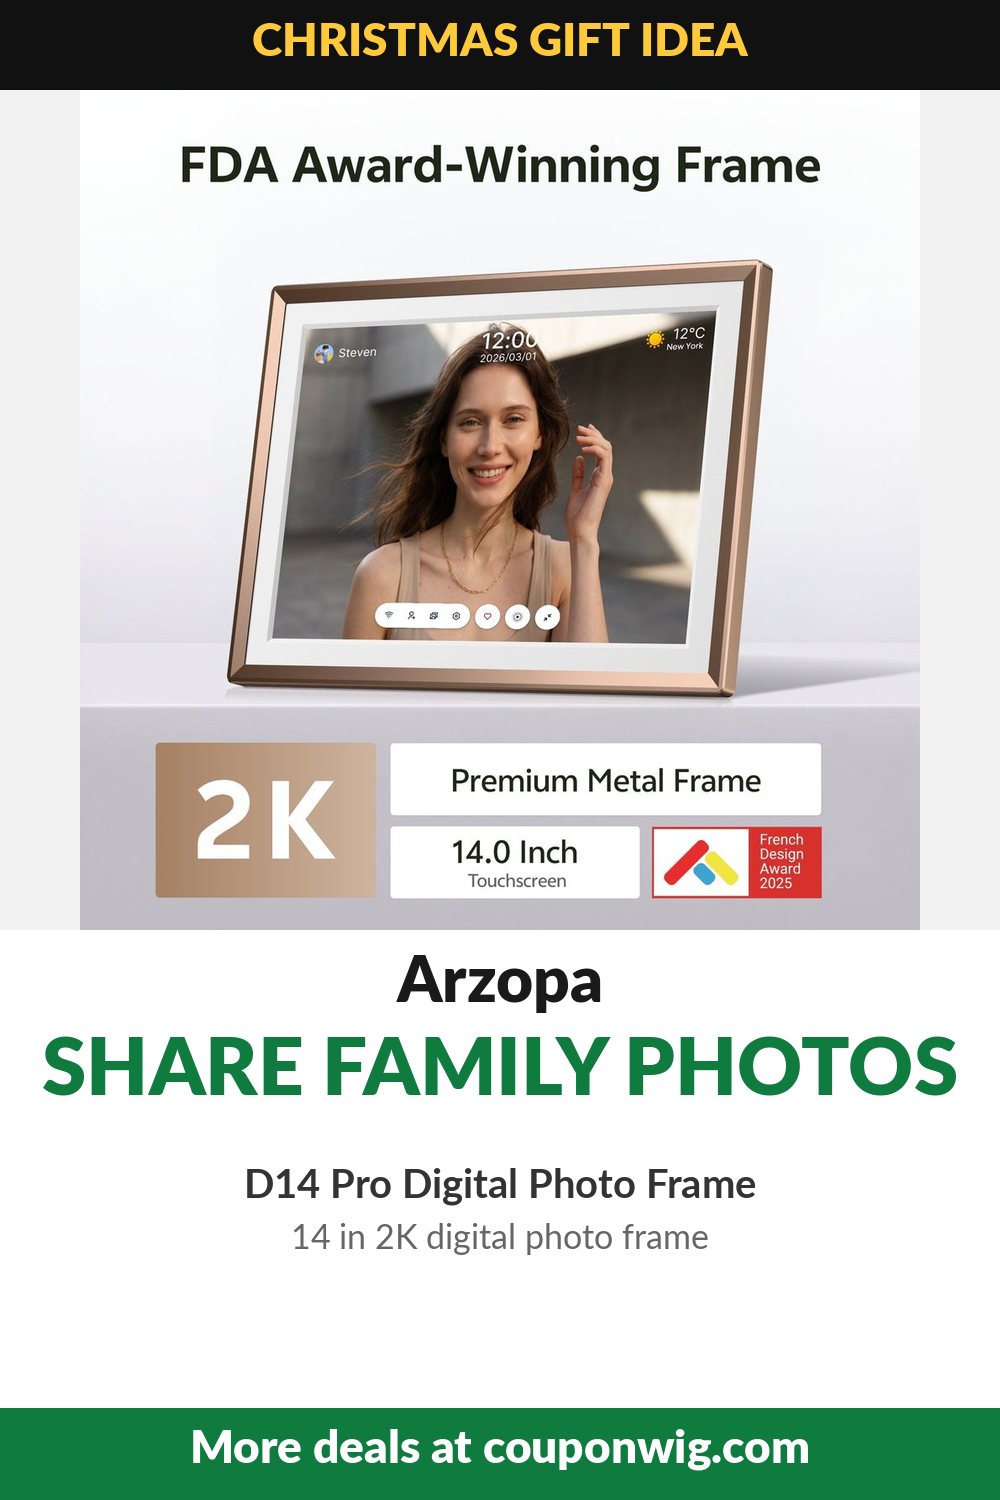 CHRISTMAS GIFT IDEA
FDA Award-Winning Frame
Steven
12:00
2026/03/01
12°C
New York
2K
Premium Metal Frame
14.0 Inch
Touchscreen
French
Design
Award
2025
Arzopa
SHARE FAMILY PHOTOS
D14 Pro Digital Photo Frame
14 in 2K digital photo frame
More deals at couponwig.com